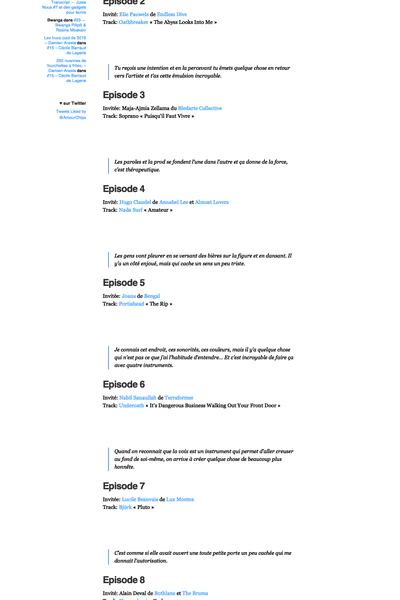 Transcript — Juste
Nous #7 et des gadgets
pour lesbiz
Swanga dans #23 —
Swanga Pöpö &
Rosine Mbakam
Les trucs cool de 2018
– Damien Aresta dans
#15 – Cécile Barraud
de Lagerie
250 nuances de
fourchettes à frites. –
Damien Aresta dans
#15 – Cécile Barraud
de Lagerie
♥ sur Twitter
Tweets Liked by
@AmourChips
Episode 2
Invité: Elie Pauwels de Endless Dive
Track: Oathbreaker « The Abyss Looks Into Me »
Tu reçois une intention et en la percevant tu émets quelque chose en retour
vers l'artiste et t'as cette émulsion incroyable.
Episode 3
Invitée: Maja-Ajmia Zellama du Bledarte Collective
Track: Soprano « Puisqu'il Faut Vivre »
Les paroles et la prod se fondent l'une dans l'autre et ça donne de la force,
c'est thérapeutique.
Episode 4
Invité: Hugo Claudel de Annabel Lee et Almost Lovers
Track: Nada Surf « Amateur »
Les gens vont pleurer en se versant des bières sur la figure et en dansant. Il
y'a un côté enjoué, mais qui cache un sens un peu triste.
Episode 5
Invité: Joana de Bengal
Track: Portishead « The Rip »
Je connais cet endroit, ces sonorités, ces couleurs, mais il y'a quelque chose
qui n'est pas ce que j'ai l'habitude d'entendre... Et c'est incroyable de faire ça
avec quatre instruments.
Episode 6
Invité: Nabil Sanaullah de Terraformer
Track: Underoath « It's Dangerous Business Walking Out Your Front Door »
Quand on reconnait que la voix est un instrument qui permet d'aller creuser
au fond de soi-même, on arrive à créer quelque chose de beaucoup plus
honnête.
Episode 7
Invitée: Lucile Beauvais de Lux Montes
Track: Björk « Pluto »
C'est comme si elle avait ouvert une toute petite porte un peu cachée qui me
donnait l'autorisation.
Episode 8
Invité: Alain Deval de Bothlane et The Brums